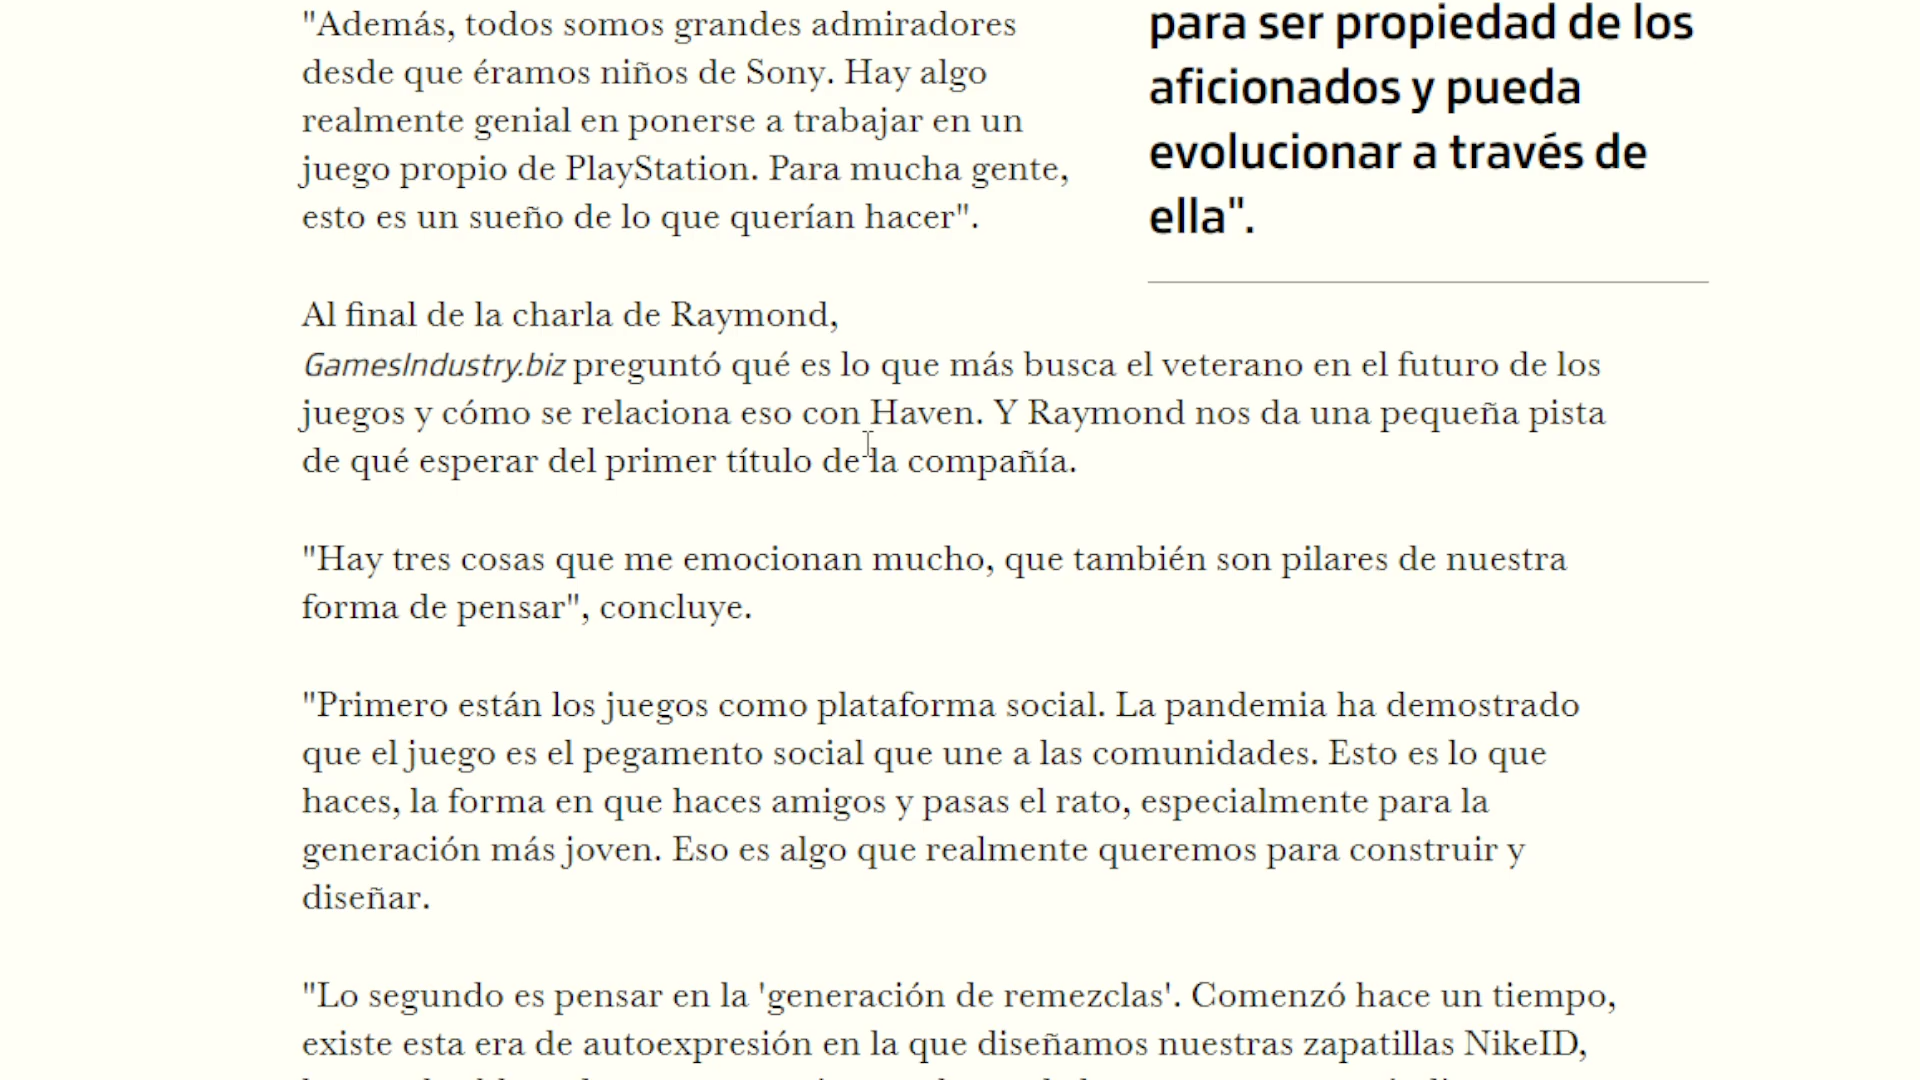 "Además, todos somos grandes admiradores
desde que éramos niños de Sony. Hay algo
realmente genial en ponerse a trabajar en un
juego propio de PlayStation. Para mucha gente,
esto es un sueño de lo que querían hacer".
para ser propiedad de los
aficionados y pueda
evolucionar a través de
ella".
Al final de la charla de Raymond,
GamesIndustry.biz preguntó qué es lo que más busca el veterano en el futuro de los
juegos y cómo se relaciona eso con Haven. Y Raymond nos da una pequeña pista
de qué esperar del primer título de la compañía.
"Hay tres cosas que me emocionan mucho, que también son pilares de nuestra
forma de pensar", concluye.
"Primero están los juegos como plataforma social. La pandemia ha demostrado
que el juego es el pegamento social que une a las comunidades. Esto es lo que
haces, la forma en que haces amigos y pasas el rato, especialmente para la
generación más joven. Eso es algo que realmente queremos para construir y
diseñar.
"Lo segundo es pensar en la 'generación de remezclas'. Comenzó hace un tiempo,
existe esta era de autoexpresión en la que diseñamos nuestras zapatillas NikeID,